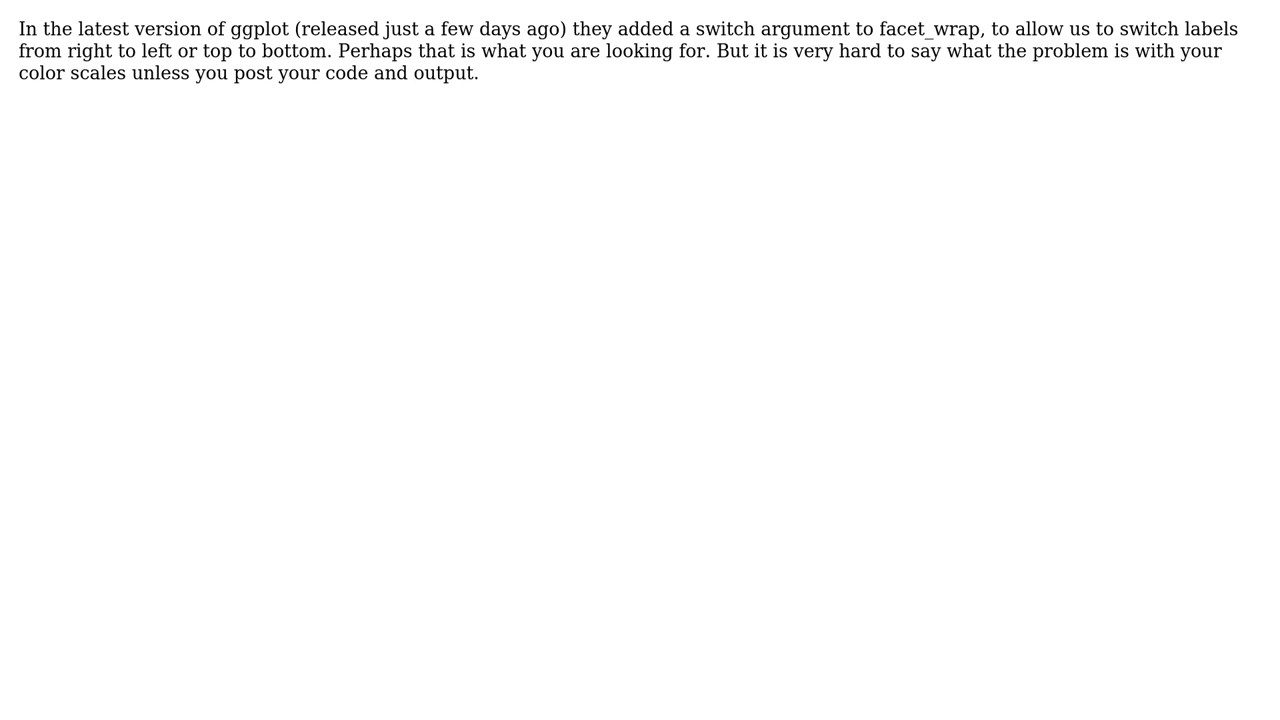 In the latest version of ggplot (released just a few days ago) they added a switch argument to facet_wrap, to allow us to switch labels
from right to left or top to bottom. Perhaps that is what you are looking for. But it is very hard to say what the problem is with your
color scales unless you post your code and output.